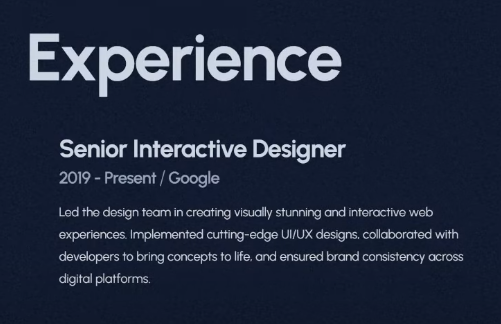 Experience
Senior Interactive Designer
2019 - Present / Google
Led the design team in creating visually stunning and interactive web
experiences. Implemented cutting-edge UI/UX designs, collaborated with
developers to bring concepts to life, and ensured brand consistency across
digital platforms.